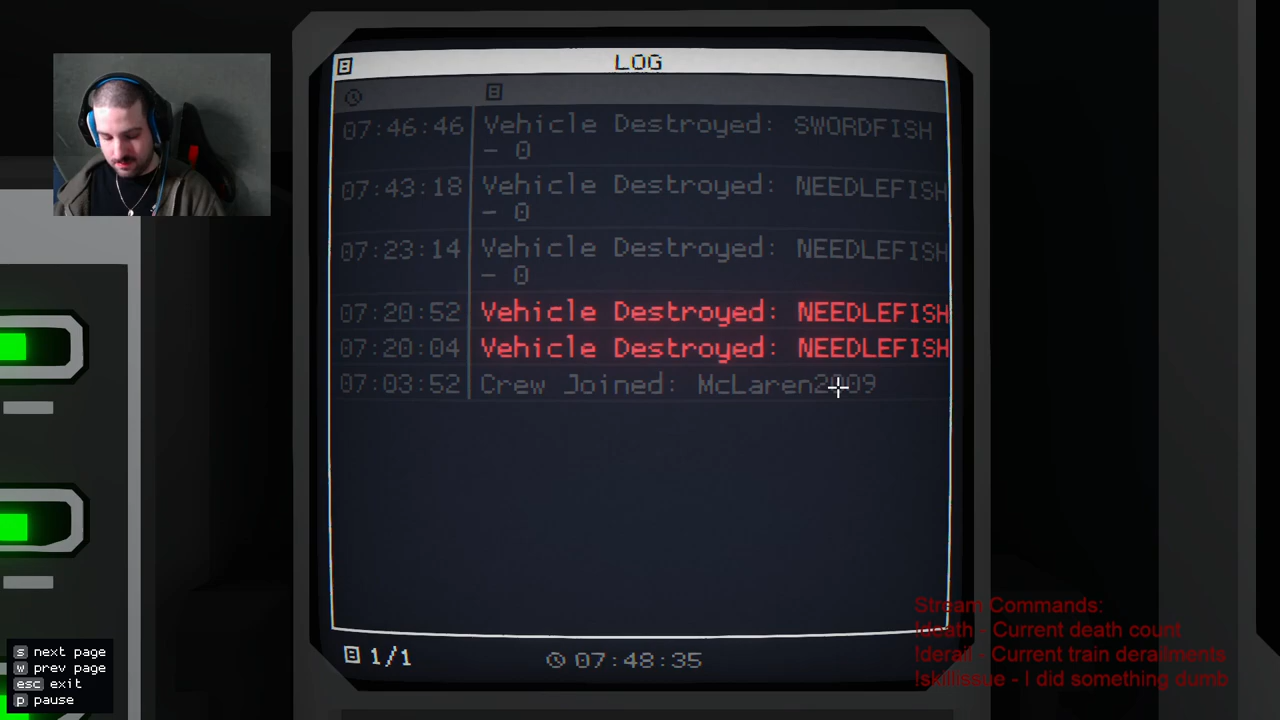 LOG
07:46:46 Vehicle Destroyed: SWORDFISH
- 0
07:43:18 Vehicle Destroyed: NEEDLEFISH
- 0
07:23:14 Vehicle Destroyed: NEEDLEFISH
- 0
07:20:52 Vehicle Destroyed: NEEDLEFISH
07:20:04 Vehicle Destroyed: NEEDLEFISH
07:03:52 Crew Joined: McLaren2009
1/1 07:48:35
s next page
w prev page
esc exit
p pause
Stream Commands:
!death - Current death count
!derail - Current train derailments
!skillissue - I did something dumb